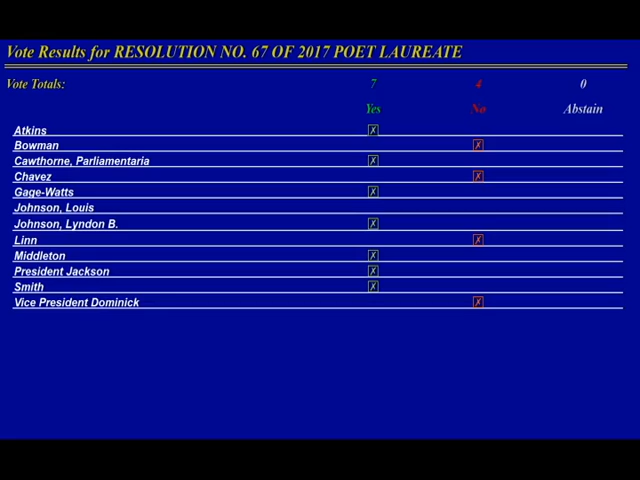 Vote Results for RESOLUTION NO. 67 OF 2017 POET LAUREATE
Vote Totals: 7 4 0
Yes No Abstain
Atkins
Bowman
Cawthorne, Parliamentaria
Chavez
Gage-Watts
Johnson, Louis
Johnson, Lyndon B.
Linn
Middleton
President Jackson
Smith
Vice President Dominick